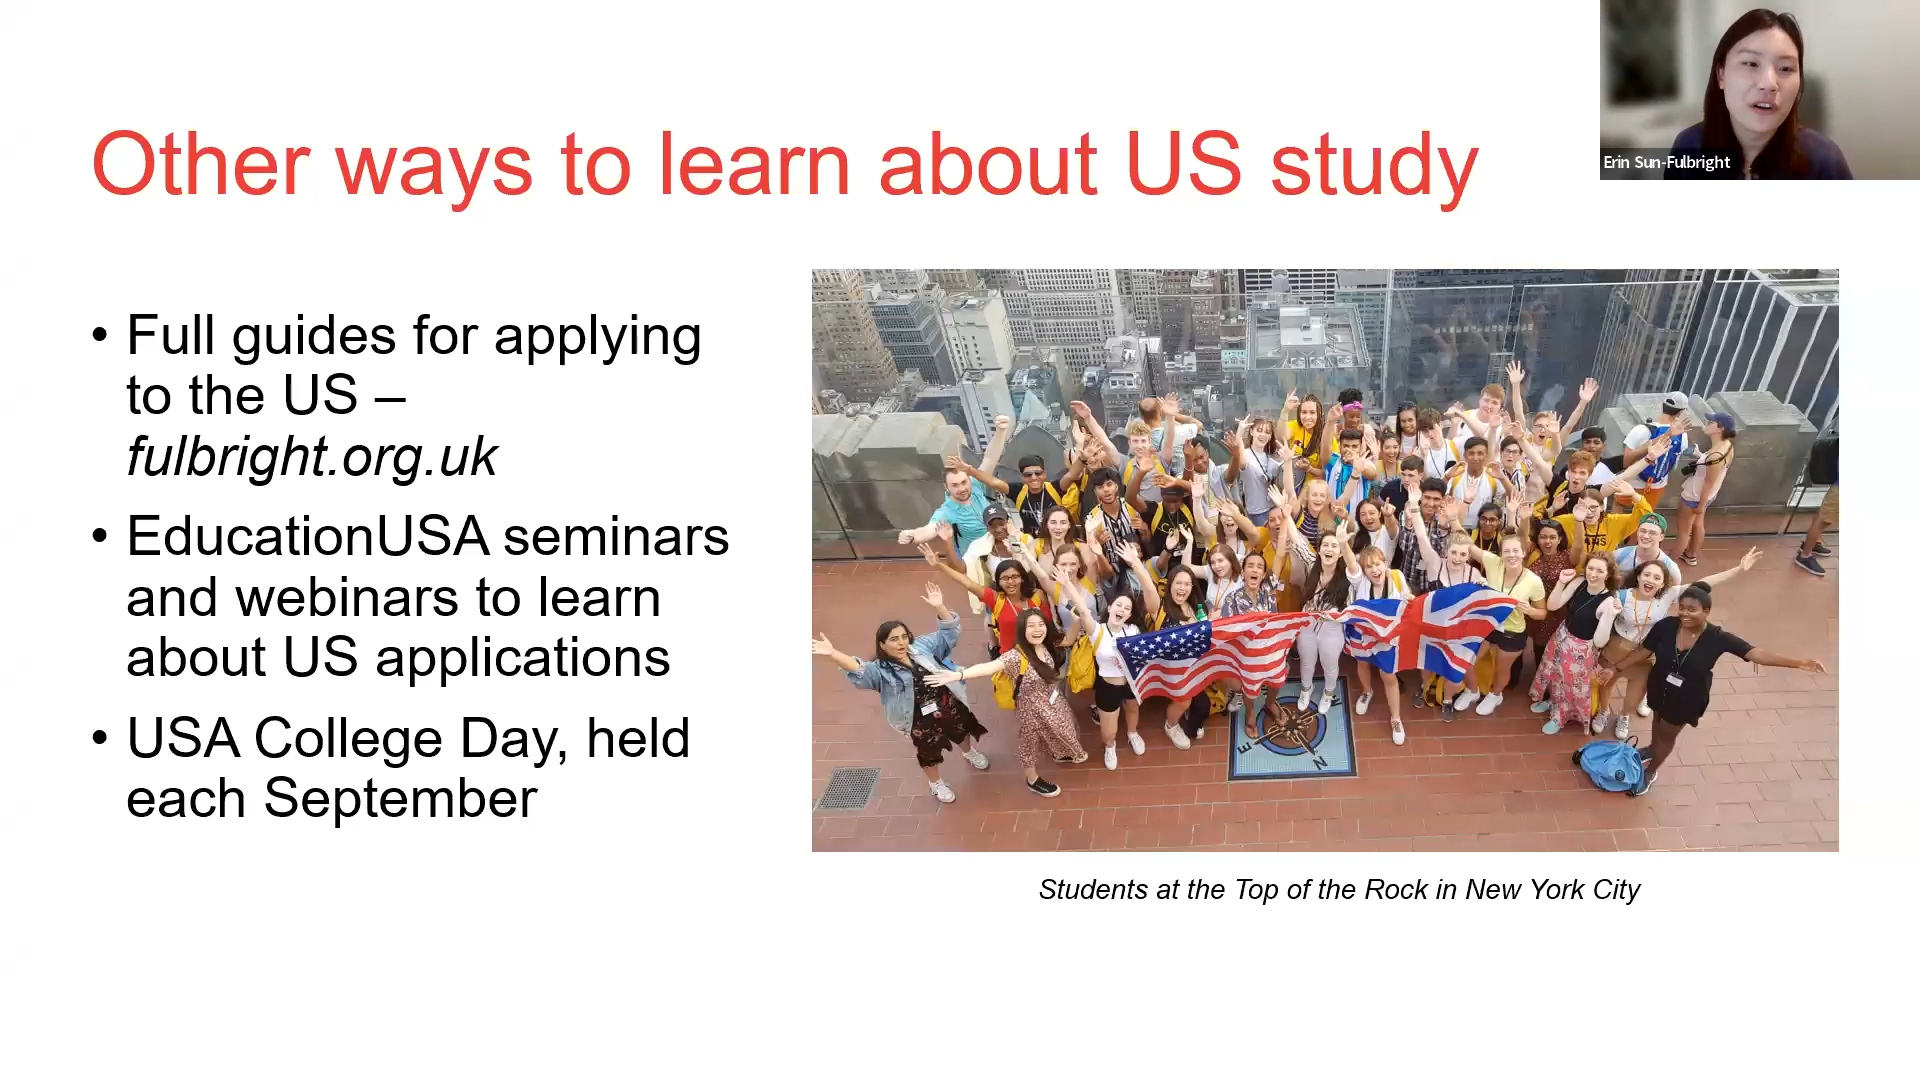 Other ways to learn about US study
Erin Sun-Fulbright
• Full guides for applying
to the US –
fulbright.org.uk
• EducationUSA seminars
and webinars to learn
about US applications
• USA College Day, held
each September
E
N
Students at the Top of the Rock in New York City